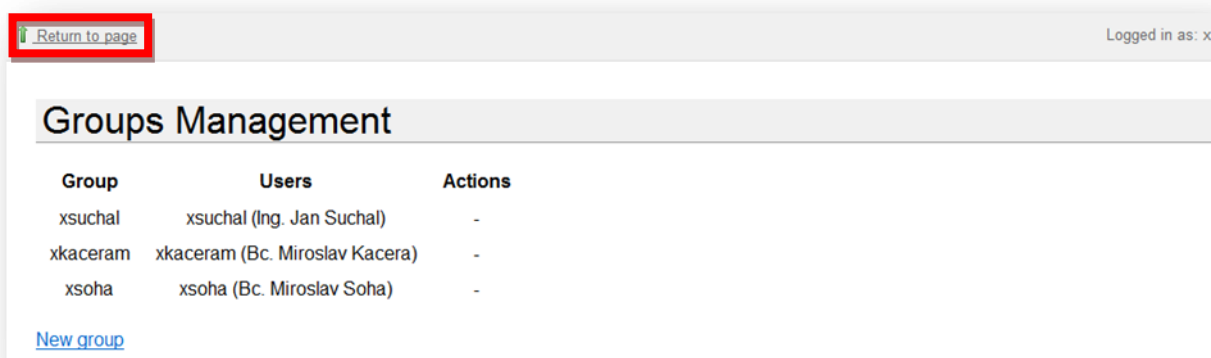 Return to page Logged in as: x
Groups Management
Group Users Actions
xsuchal xsuchal (Ing. Jan Suchal) -
xkaceram xkaceram (Bc. Miroslav Kacera) -
xsoha xsoha (Bc. Miroslav Soha) -
New group